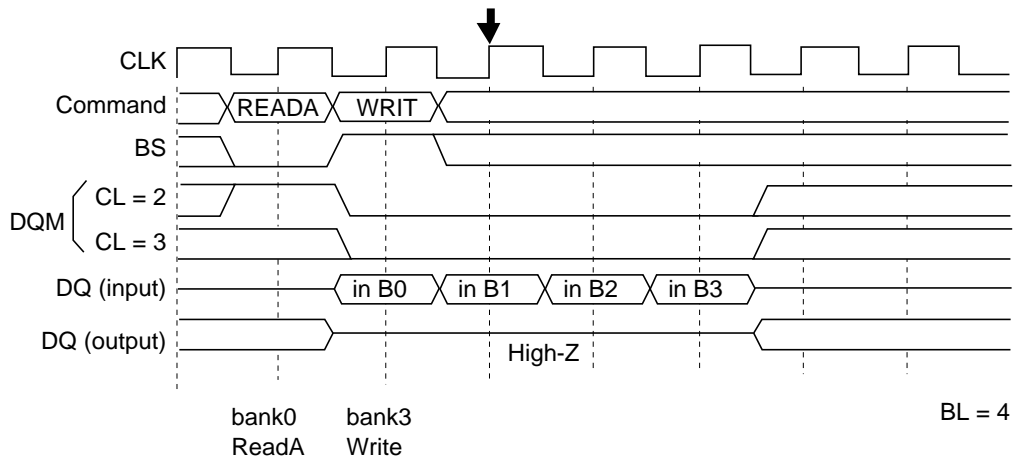 CLK
Command READA WRIT
BS
DQM CL = 2
CL = 3
DQ (input) in B0 in B1 in B2 in B3
DQ (output) High-Z
bank0 bank3 BL = 4
ReadA Write